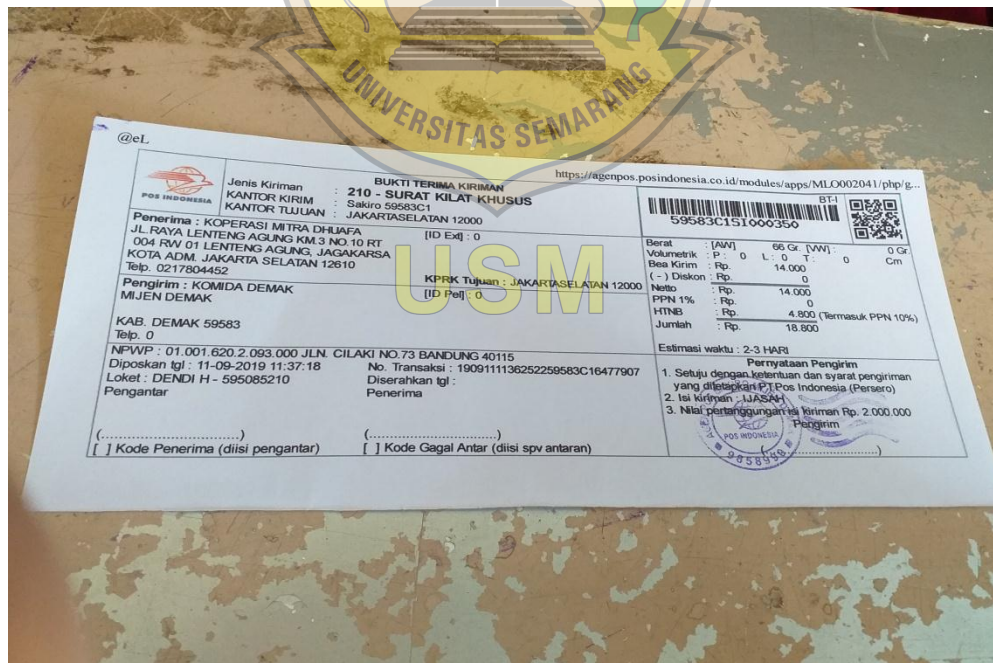 UNIVERSITAS SEMARANG
USM
@eL
https://agenpos.posindonesia.co.id/modules/apps/MLO002041/php/g...
POS INDONESIA
BUKTI TERIMA KIRIMAN
Jenis Kiriman : 210 - SURAT KILAT KHUSUS
KANTOR KIRIM : Sakiro 59583C1
KANTOR TUJUAN : JAKARTASELATAN 12000
BT-I
59583C1SI000350
Penerima : KOPERASI MITRA DHUAFA [ID Ext] : 0
JL.RAYA LENTENG AGUNG KM.3 NO.10 RT
004 RW 01 LENTENG AGUNG, JAGAKARSA
KOTA ADM. JAKARTA SELATAN 12610
Telp. 0217804452 KPRK Tujuan : JAKARTASELATAN 12000
Pengirim : KOMIDA DEMAK [ID Pel] : 0
MIJEN DEMAK
KAB. DEMAK 59583
Telp. 0
Berat : [AW] 66 Gr. [VW] : 0 Gr.
Volumetrik : P : 0 L : 0 T : 0 Cm
Bea Kirim : Rp. 14.000
( - ) Diskon : Rp. 0
Netto : Rp. 14.000
PPN 1% : Rp. 0
HTNB : Rp. 4.800 (Termasuk PPN 10%)
Jumlah : Rp. 18.800
Estimasi waktu : 2-3 HARI
NPWP : 01.001.620.2.093.000 JLN. CILAKI NO.73 BANDUNG 40115
Diposkan tgl : 11-09-2019 11:37:18 No. Transaksi : 1909111136252259583C16477907
Loket : DENDI H - 595085210 Diserahkan tgl :
Pengantar Penerima
(................................) (....................................)
[ ] Kode Penerima (diisi pengantar) [ ] Kode Gagal Antar (diisi spv antaran)
Pernyataan Pengirim
1. Setuju dengan ketentuan dan syarat pengiriman
yang ditetapkan PT.Pos Indonesia (Persero)
2. Isi kiriman : IJASAH
3. Nilai pertanggungan isi kiriman Rp. 2.000.000
Pengirim
(..........................)
POS INDONESIA